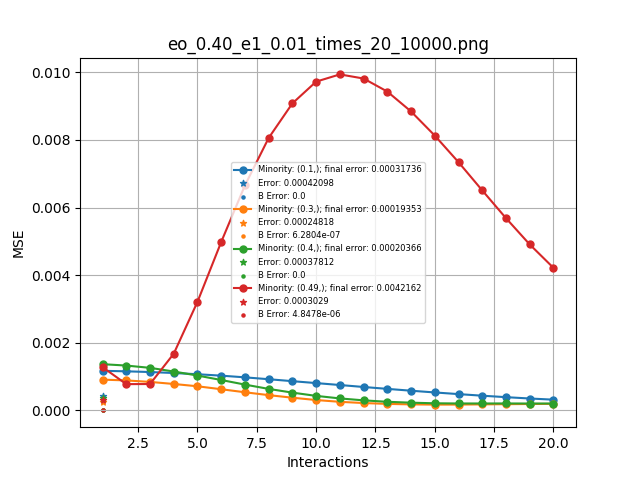 eo_0.40_e1_0.01_times_20_10000.png
0.010
0.008
0.006
0.004
0.002
0.000
MSE
Minority: (0.1,); final error: 0.00031736
Error: 0.00042098
B Error: 0.0
Minority: (0.3,); final error: 0.00019353
Error: 0.00024818
B Error: 6.2804e-07
Minority: (0.4,); final error: 0.00020366
Error: 0.00037812
B Error: 0.0
Minority: (0.49,); final error: 0.0042162
Error: 0.0003029
B Error: 4.8478e-06
2.5 5.0 7.5 10.0 12.5 15.0 17.5 20.0
Interactions